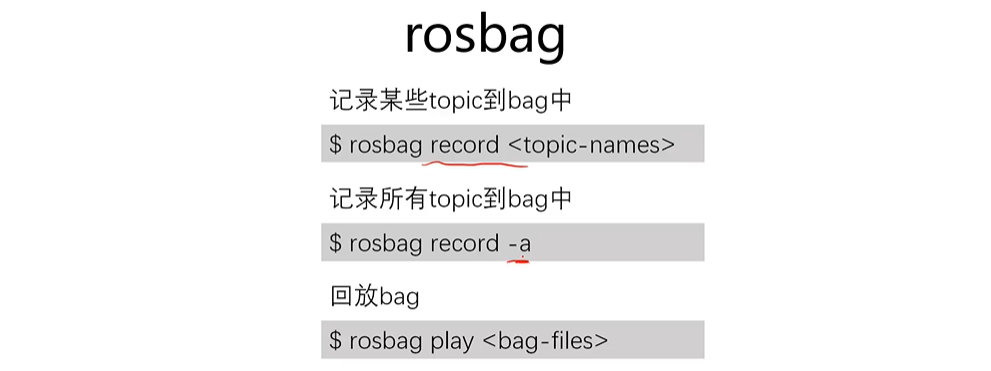 rosbag
记录某些topic到bag中
$ rosbag record <topic-names>
记录所有topic到bag中
$ rosbag record -a
回放bag
$ rosbag play <bag-files>